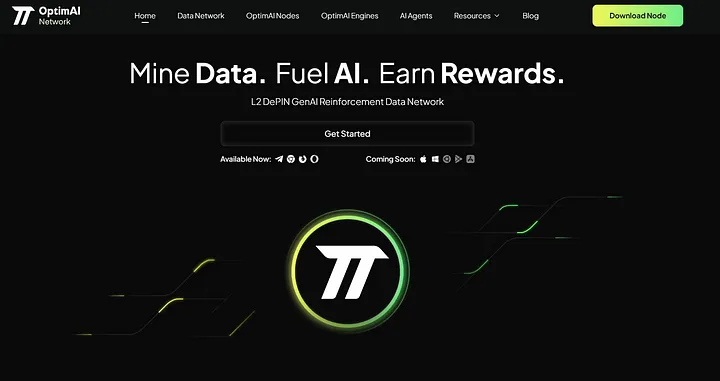 OptimAI
Network
Home Data Network OptimAI Nodes OptimAI Engines AI Agents Resources Blog Download Node
Mine Data. Fuel AI. Earn Rewards.
L2 DePIN GenAI Reinforcement Data Network
Get Started
Available Now: Coming Soon: